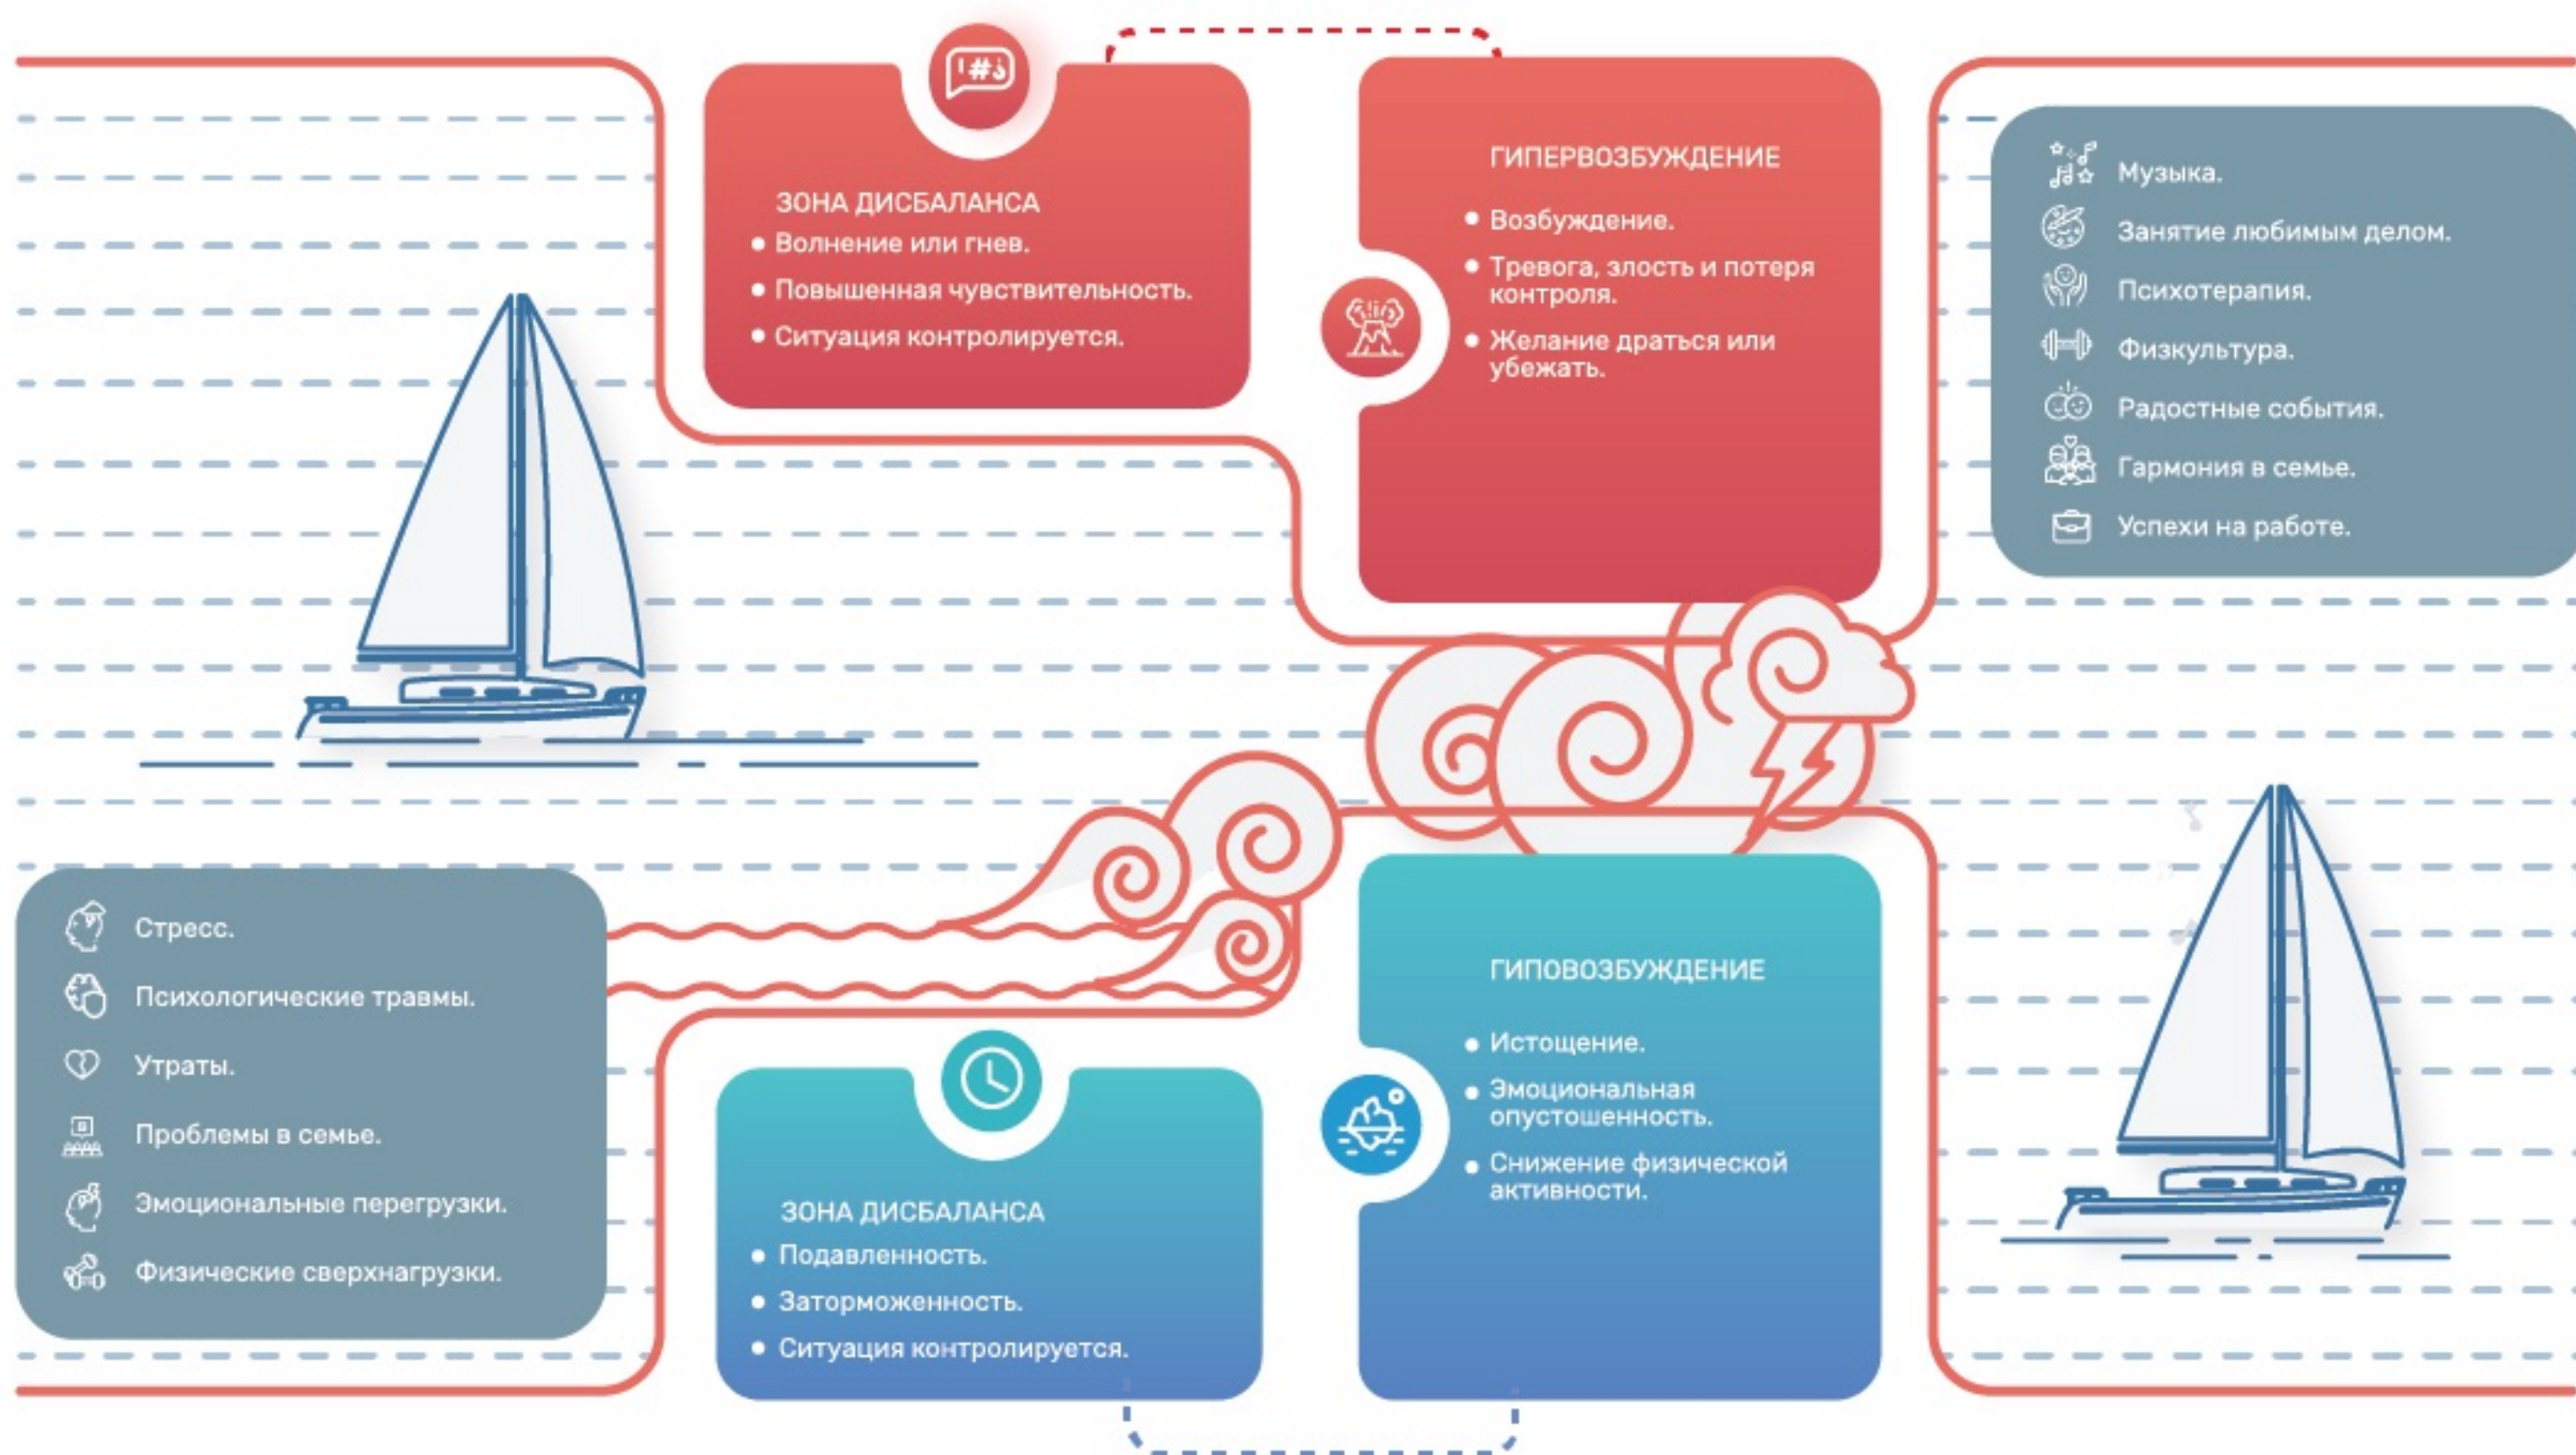 !#¿
ЗОНА ДИСБАЛАНСА
Волнение или гнев.
Повышенная чувствительность.
Ситуация контролируется.
ГИПЕРВОЗБУЖДЕНИЕ
Возбуждение.
Тревога, злость и потеря
контроля.
Желание драться или
убежать.
Музыка.
Занятие любимым делом.
Психотерапия.
Физкультура.
Радостные события.
Гармония в семье.
Успехи на работе.
Стресс.
Психологические травмы.
Утраты.
Проблемы в семье.
Эмоциональные перегрузки.
Физические сверхнагрузки.
ЗОНА ДИСБАЛАНСА
Подавленность.
Заторможенность.
Ситуация контролируется.
ГИПОВОЗБУЖДЕНИЕ
Истощение.
Эмоциональная
опустошенность.
Снижение физической
активности.